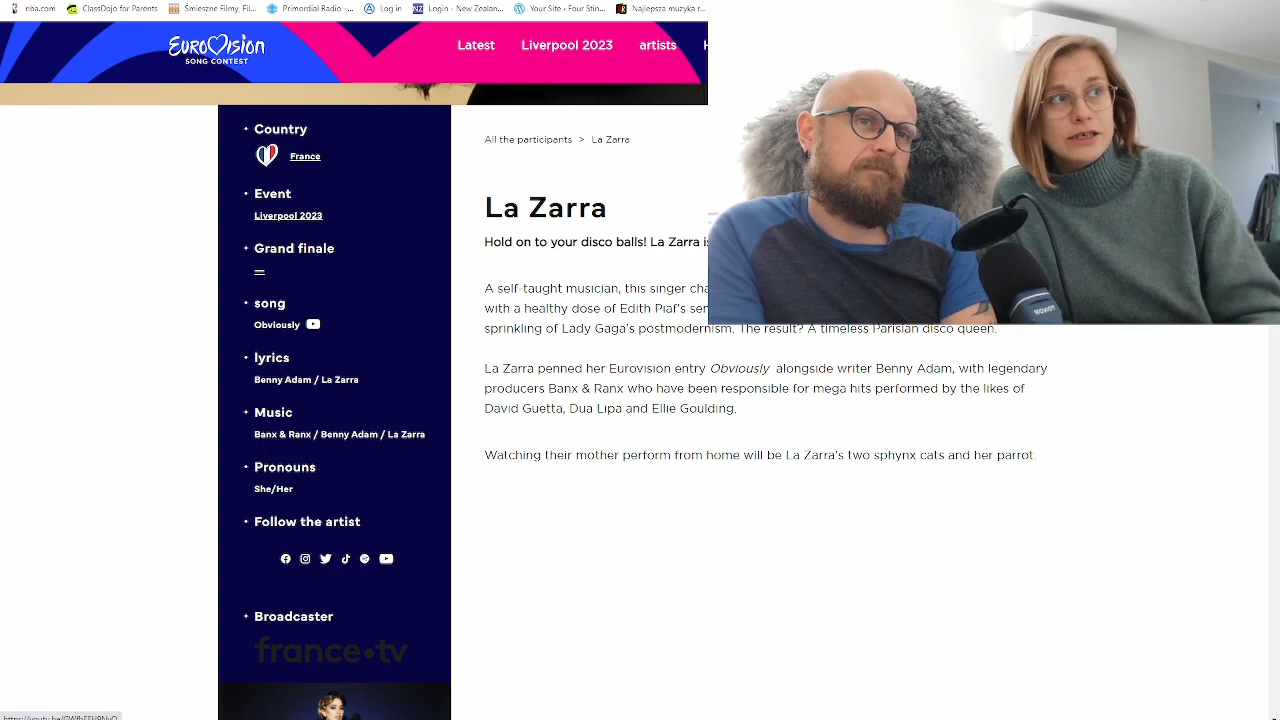 nba.com
ClassDojo for Parents
Śmieszne Filmy, Fil...
Primordial Radio -...
Log in
NZ
Login - New Zealan...
Your Site ‹ Four Stin...
Najlepsza muzyka r...
EUROVISION
SONG CONTEST
Latest
Liverpool 2023
artists
Country
France
Event
Liverpool 2023
Grand finale
song
Obviously
lyrics
Benny Adam / La Zarra
Music
Banx & Ranx / Benny Adam / La Zarra
Pronouns
She/Her
Follow the artist
Broadcaster
france•tv
All the participants > La Zarra
La Zarra
Hold on to your disco balls! La Zarra
A self-taught musician, this singer
with a healthy dose of Edith Piaf's
sprinkling of Lady Gaga's postmodernism. The result? A timeless Parisian disco queen.
La Zarra penned her Eurovision entry Obviously alongside writer Benny Adam, with legendary
producers Banx & Ranx who have been responsible for mega hits performed by the likes of
David Guetta, Dua Lipa and Ellie Goulding.
Watching their mother perform from home will be La Zarra's two sphynx cats and her parrot.